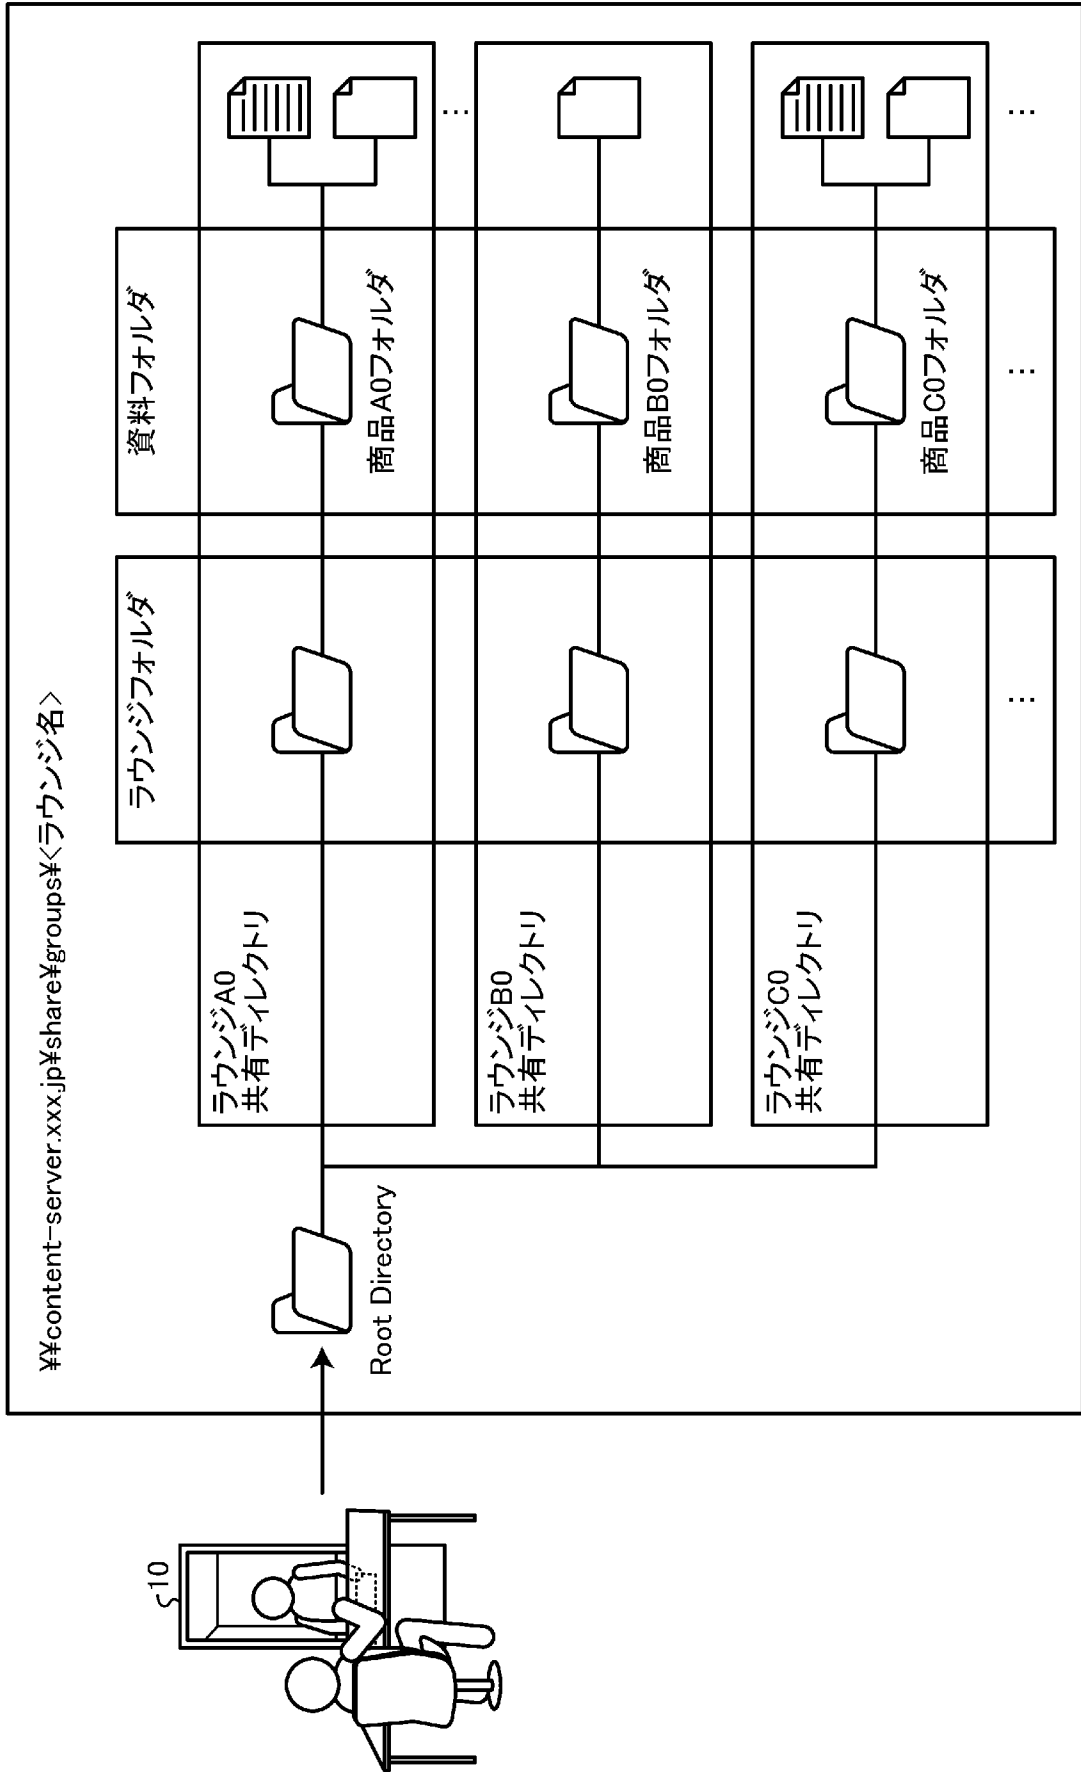 ¥¥content-server.xxx.jp¥share¥groups¥<ラウンジ名>
ラウンジフォルダ
資料フォルダ
ラウンジA0
共有ディレクトリ
商品A0フォルダ
…
10
Root Directory
ラウンジB0
共有ディレクトリ
商品B0フォルダ
ラウンジC0
共有ディレクトリ
商品C0フォルダ
…
…
…